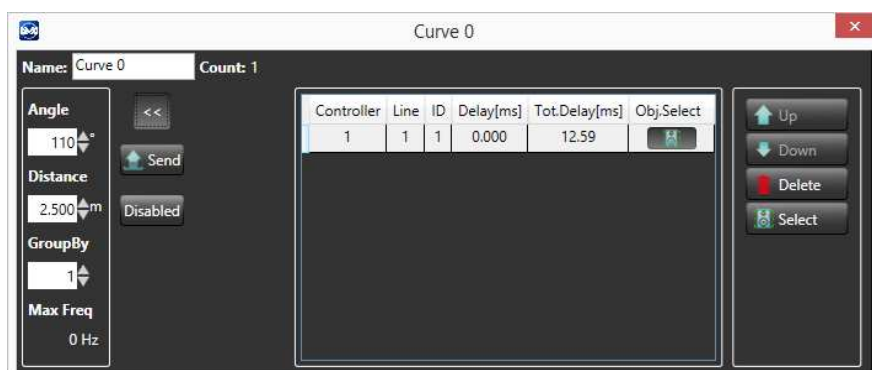 Curve 0
Name: Curve 0 Count: 1
Angle
110 °
Distance
2.500 m
GroupBy
1
Max Freq
0 Hz
<<
Send
Disabled
Controller Line ID Delay[ms] Tot.Delay[ms] Obj.Select
1 1 1 0.000 12.59
Up
Down
Delete
Select